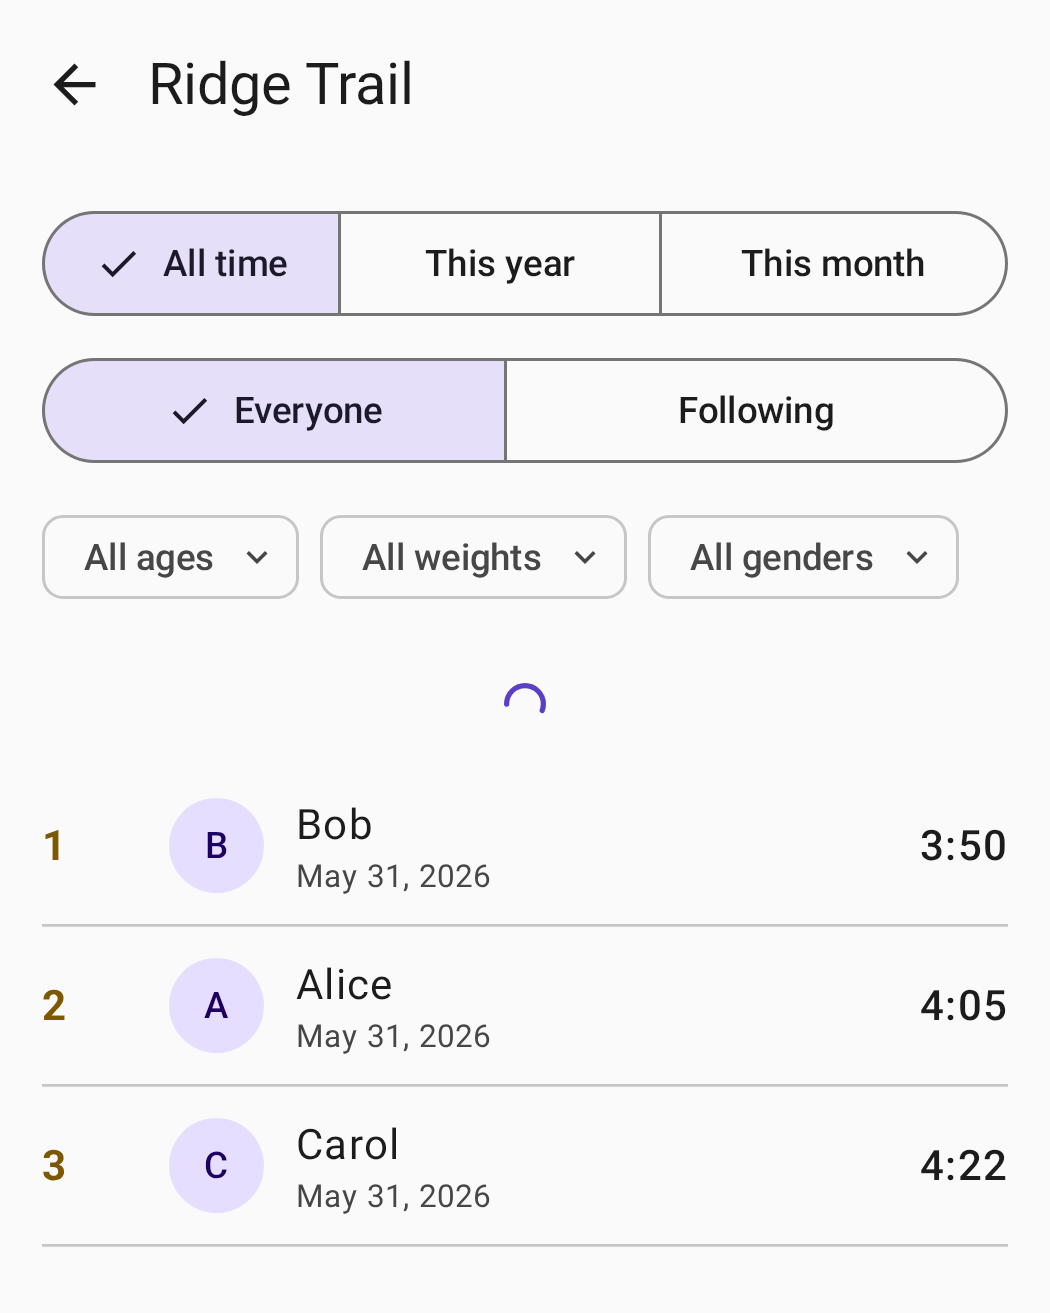 Ridge Trail
All time This year This month
Everyone Following
All ages All weights All genders
1 B Bob 3:50
May 31, 2026
2 A Alice 4:05
May 31, 2026
3 C Carol 4:22
May 31, 2026